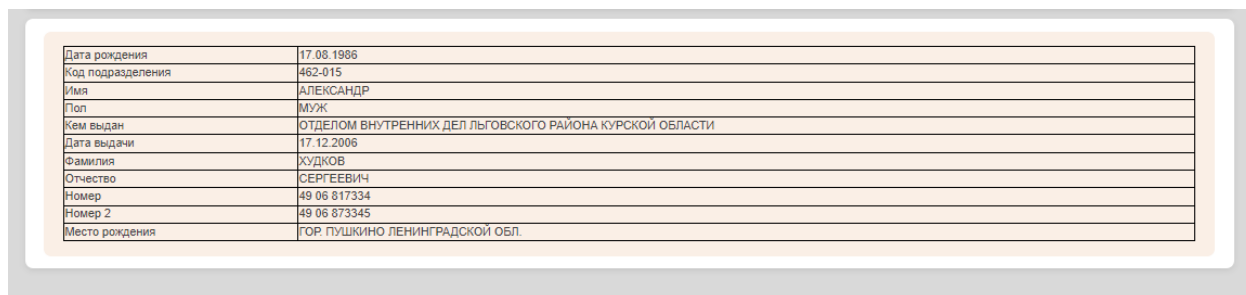 Дата рождения 17.08.1986
Код подразделения 462-015
Имя АЛЕКСАНДР
Пол МУЖ
Кем выдан ОТДЕЛОМ ВНУТРЕННИХ ДЕЛ ЛЬГОВСКОГО РАЙОНА КУРСКОЙ ОБЛАСТИ
Дата выдачи 17.12.2006
Фамилия ХУДКОВ
Отчество СЕРГЕЕВИЧ
Номер 49 06 817334
Номер 2 49 06 873345
Место рождения ГОР. ПУШКИНО ЛЕНИНГРАДСКОЙ ОБЛ.